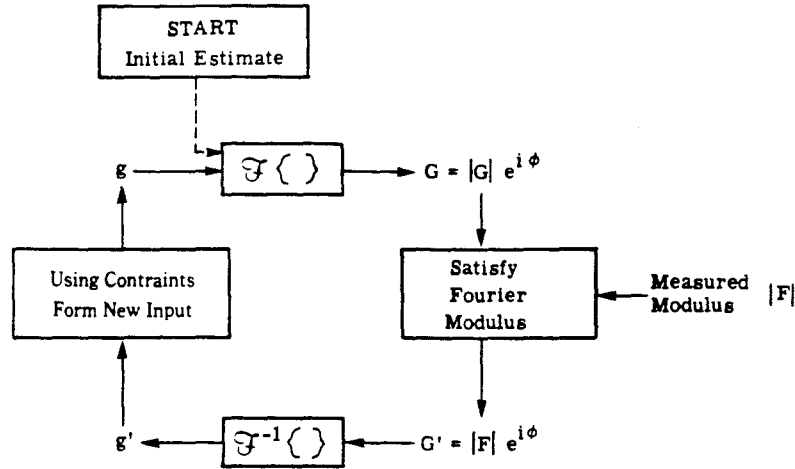 START
Initial Estimate
g
ℱ{ }
G = |G| e^{iϕ}
Using Contraints
Form New Input
Satisfy
Fourier
Modulus
Measured
Modulus |F|
g'
ℱ^{-1}{ }
G' = |F| e^{iϕ}